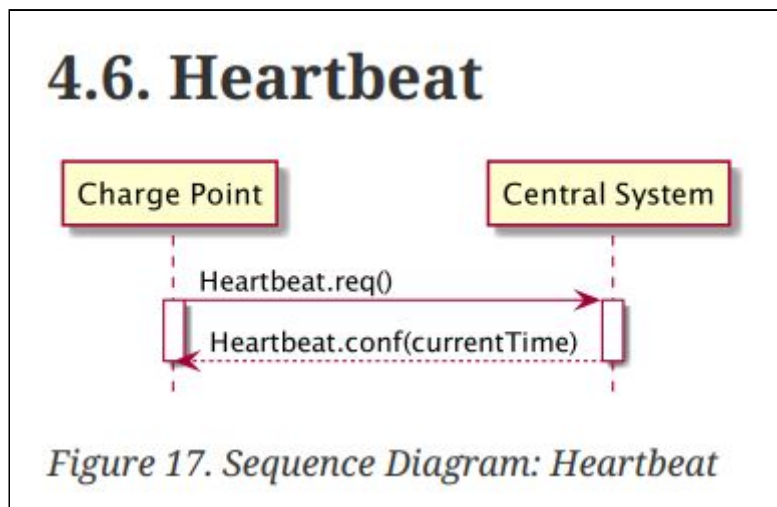 4.6. Heartbeat
Charge Point
Central System
Heartbeat.req()
Heartbeat.conf(currentTime)
Figure 17. Sequence Diagram: Heartbeat